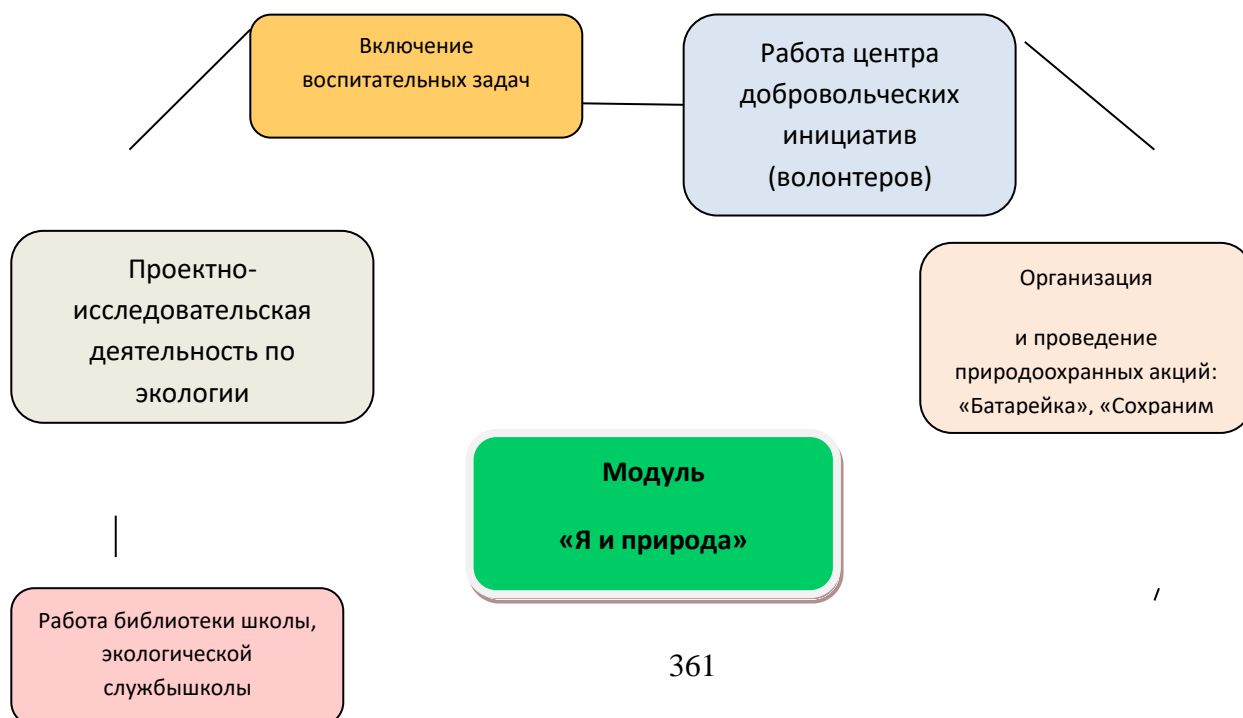 Включение
воспитательных задач
Работа центра
добровольческих
инициатив
(волонтеров)
Проектно-
исследовательская
деятельность по
экологии
Организация
и проведение
природоохранных акций:
«Батарейка», «Сохраним
Модуль
«Я и природа»
Работа библиотеки школы,
экологической
службышколы
361